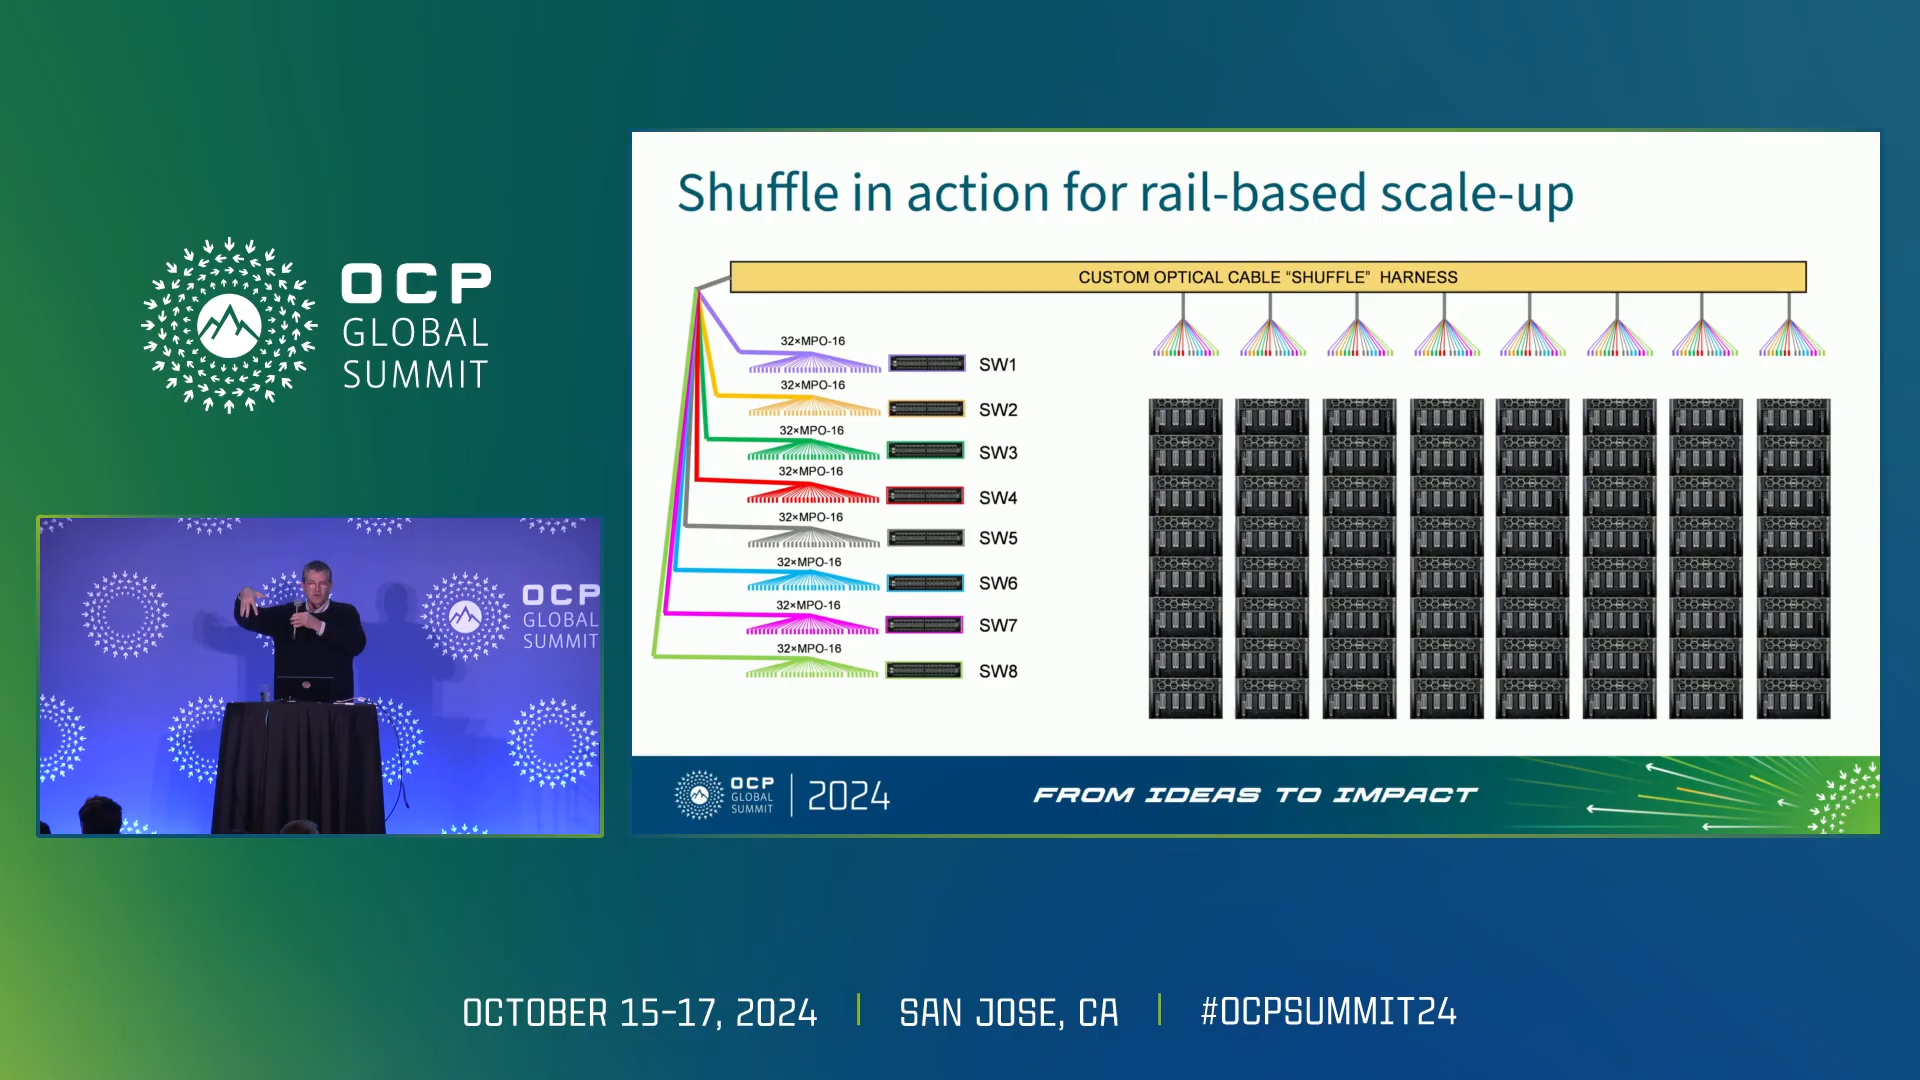 OCP
GLOBAL
SUMMIT
OCP
GLOBAL
SUMMIT
Shuffle in action for rail-based scale-up
CUSTOM OPTICAL CABLE “SHUFFLE” HARNESS
32×MPO-16
SW1
32×MPO-16
SW2
32×MPO-16
SW3
32×MPO-16
SW4
32×MPO-16
SW5
32×MPO-16
SW6
32×MPO-16
SW7
32×MPO-16
SW8
OCP
GLOBAL
SUMMIT
2024
FROM IDEAS TO IMPACT
OCTOBER 15-17, 2024 | SAN JOSE, CA | #OCPSUMMIT24